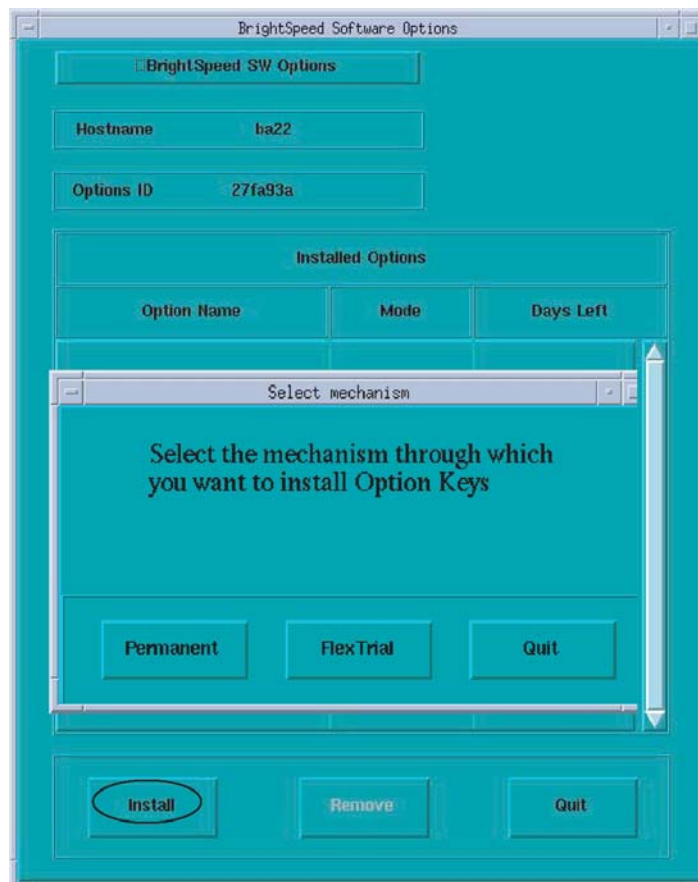 BrightSpeed Software Options
BrightSpeed SW Options
Hostname ba22
Options ID 27fa93a
Installed Options
Option Name Mode Days Left
Select mechanism
Select the mechanism through which
you want to install Option Keys
Permanent FlexTrial Quit
Install Remove Quit